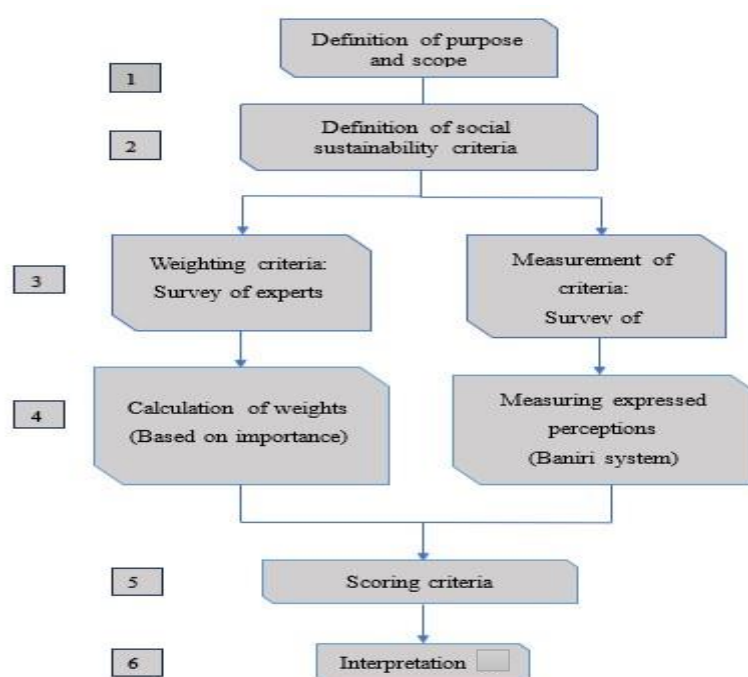 Definition of purpose
and scope
1
Definition of social
sustainability criteria
2
Weighting criteria:
Survey of experts
Measurement of
criteria:
Survey of
3
Calculation of weights
(Based on importance)
Measuring expressed
perceptions
(Baniri system)
4
Scoring criteria
5
Interpretation
6